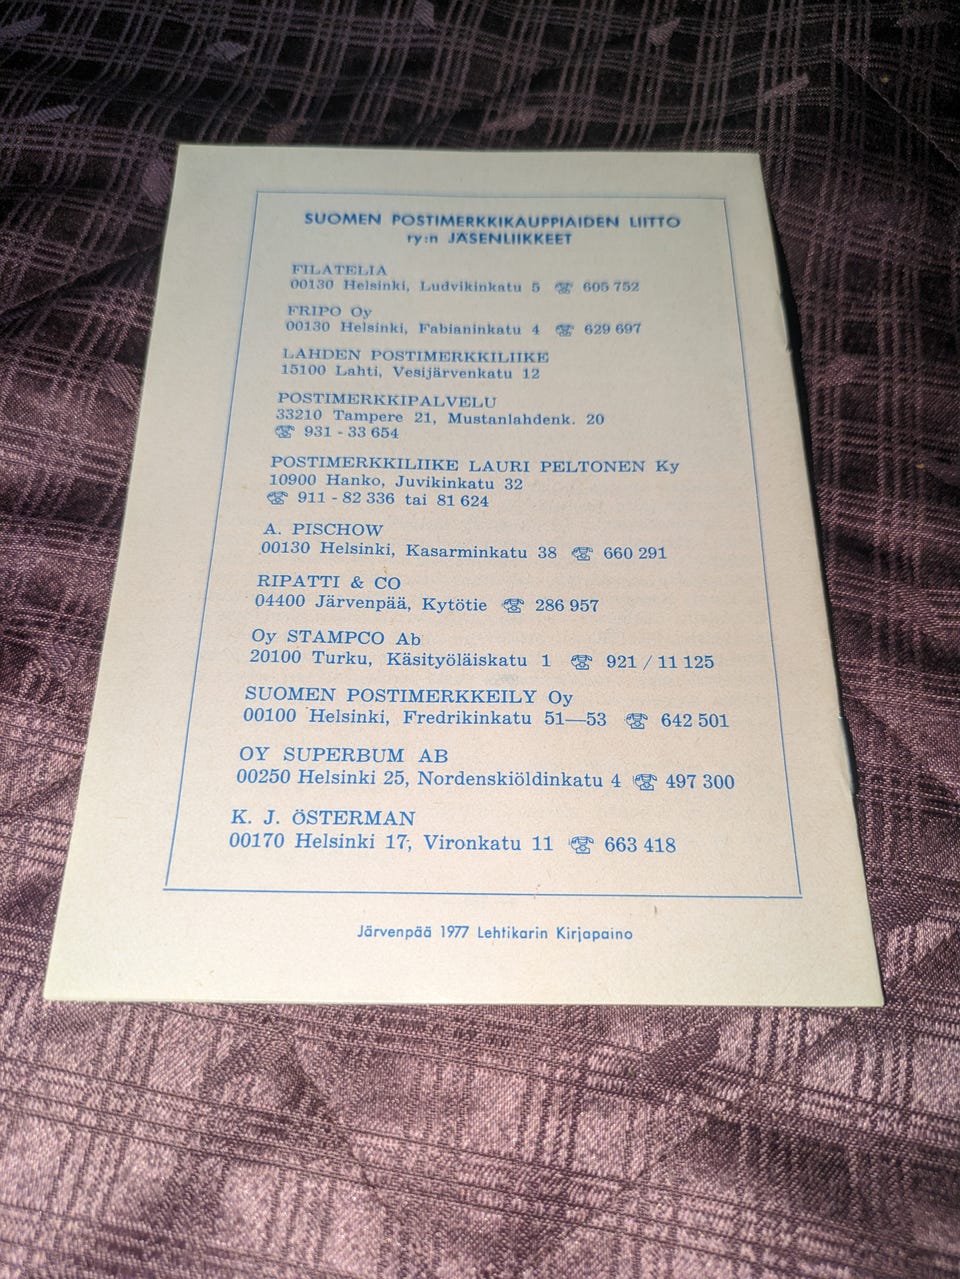 SUOMEN POSTIMERKKIKAUPPIAIDEN LIITTO
ry:n JÄSENLIIKKEET
FILATELIA
00130 Helsinki, Ludvikinkatu 5 ☎ 605 752
FRIPO Oy
00130 Helsinki, Fabianinkatu 4 ☎ 629 697
LAHDEN POSTIMERKKILIIKE
15100 Lahti, Vesijärvenkatu 12
POSTIMERKKIPALVELU
33210 Tampere 21, Mustanlahdenk. 20
☎ 931 - 33 654
POSTIMERKKILIIKE LAURI PELTONEN Ky
10900 Hanko, Juvikinkatu 32
☎ 911 - 82 336 tai 81 624
A. PISCHOW
00130 Helsinki, Kasarminkatu 38 ☎ 660 291
RIPATTI & CO
04400 Järvenpää, Kytötie ☎ 286 957
Oy STAMPCO Ab
20100 Turku, Käsityöläiskatu 1 ☎ 921 / 11 125
SUOMEN POSTIMERKKEILY Oy
00100 Helsinki, Fredrikinkatu 51—53 ☎ 642 501
OY SUPERBUM AB
00250 Helsinki 25, Nordenskiöldinkatu 4 ☎ 497 300
K. J. ÖSTERMAN
00170 Helsinki 17, Vironkatu 11 ☎ 663 418
Järvenpää 1977 Lehtikarin Kirjapaino